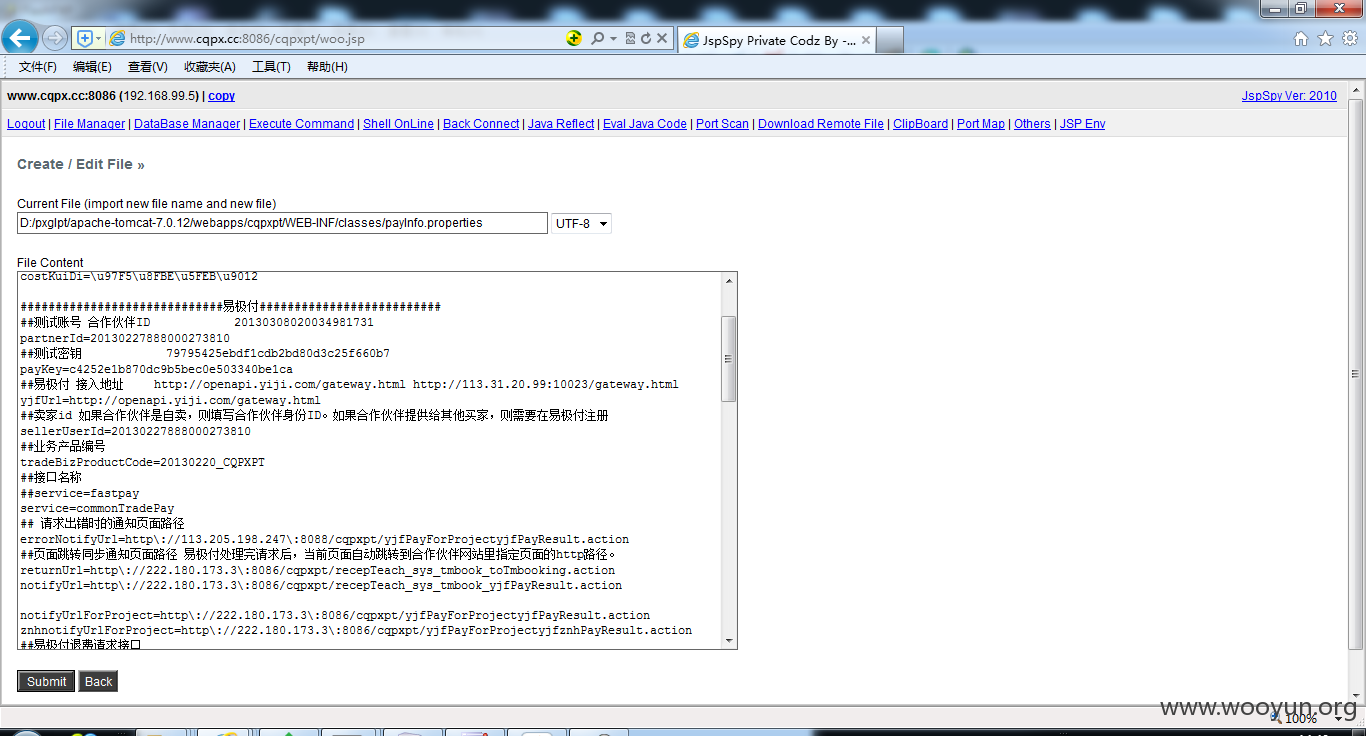 http://www.cqpx.cc:8086/cqpxpt/woo.jsp
JspSpy Private Codz By -...
文件(F) 编辑(E) 查看(V) 收藏夹(A) 工具(T) 帮助(H)
www.cqpx.cc:8086 (192.168.99.5) | copy
JspSpy Ver: 2010
Logout | File Manager | DataBase Manager | Execute Command | Shell OnLine | Back Connect | Java Reflect | Eval Java Code | Port Scan | Download Remote File | ClipBoard | Port Map | Others | JSP Env
Create / Edit File »
Current File (import new file name and new file)
D:/pxglpt/apache-tomcat-7.0.12/webapps/cqpxpt/WEB-INF/classes/payInfo.properties
UTF-8
File Content
costKuiDi=\u97F5\u8FBE\u5FEB\u9012
#############################易极付##########################
##测试账号 合作伙伴ID 20130308020034981731
partnerId=20130227888000273810
##测试密钥 79795425ebdf1cdb2bd80d3c25f660b7
payKey=c4252e1b870dc9b5bec0e503340be1ca
##易极付 接入地址 http://openapi.yiji.com/gateway.html http://113.31.20.99:10023/gateway.html
yjfUrl=http://openapi.yiji.com/gateway.html
##卖家id 如果合作伙伴是自卖，则填写合作伙伴身份ID。如果合作伙伴提供给其他买家，则需要在易极付注册
sellerUserId=20130227888000273810
##业务产品编号
tradeBizProductCode=20130220_CQPXPT
##接口名称
##service=fastpay
service=commonTradePay
## 请求出错时的通知页面路径
errorNotifyUrl=http\://113.205.198.247\:8088/cqpxpt/yjfPayForProjectyjfPayResult.action
##页面跳转同步通知页面路径 易极付处理完请求后，当前页面自动跳转到合作伙伴网站里指定页面的http路径。
returnUrl=http\://222.180.173.3\:8086/cqpxpt/recepTeach_sys_tmbook_toTmbooking.action
notifyUrl=http\://222.180.173.3\:8086/cqpxpt/recepTeach_sys_tmbook_yjfPayResult.action
notifyUrlForProject=http\://222.180.173.3\:8086/cqpxpt/yjfPayForProjectyjfPayResult.action
znhnotifyUrlForProject=http\://222.180.173.3\:8086/cqpxpt/yjfPayForProjectyjfznhPayResult.action
##易极付退费请求接口
Submit Back
www.wooyun.org
100%